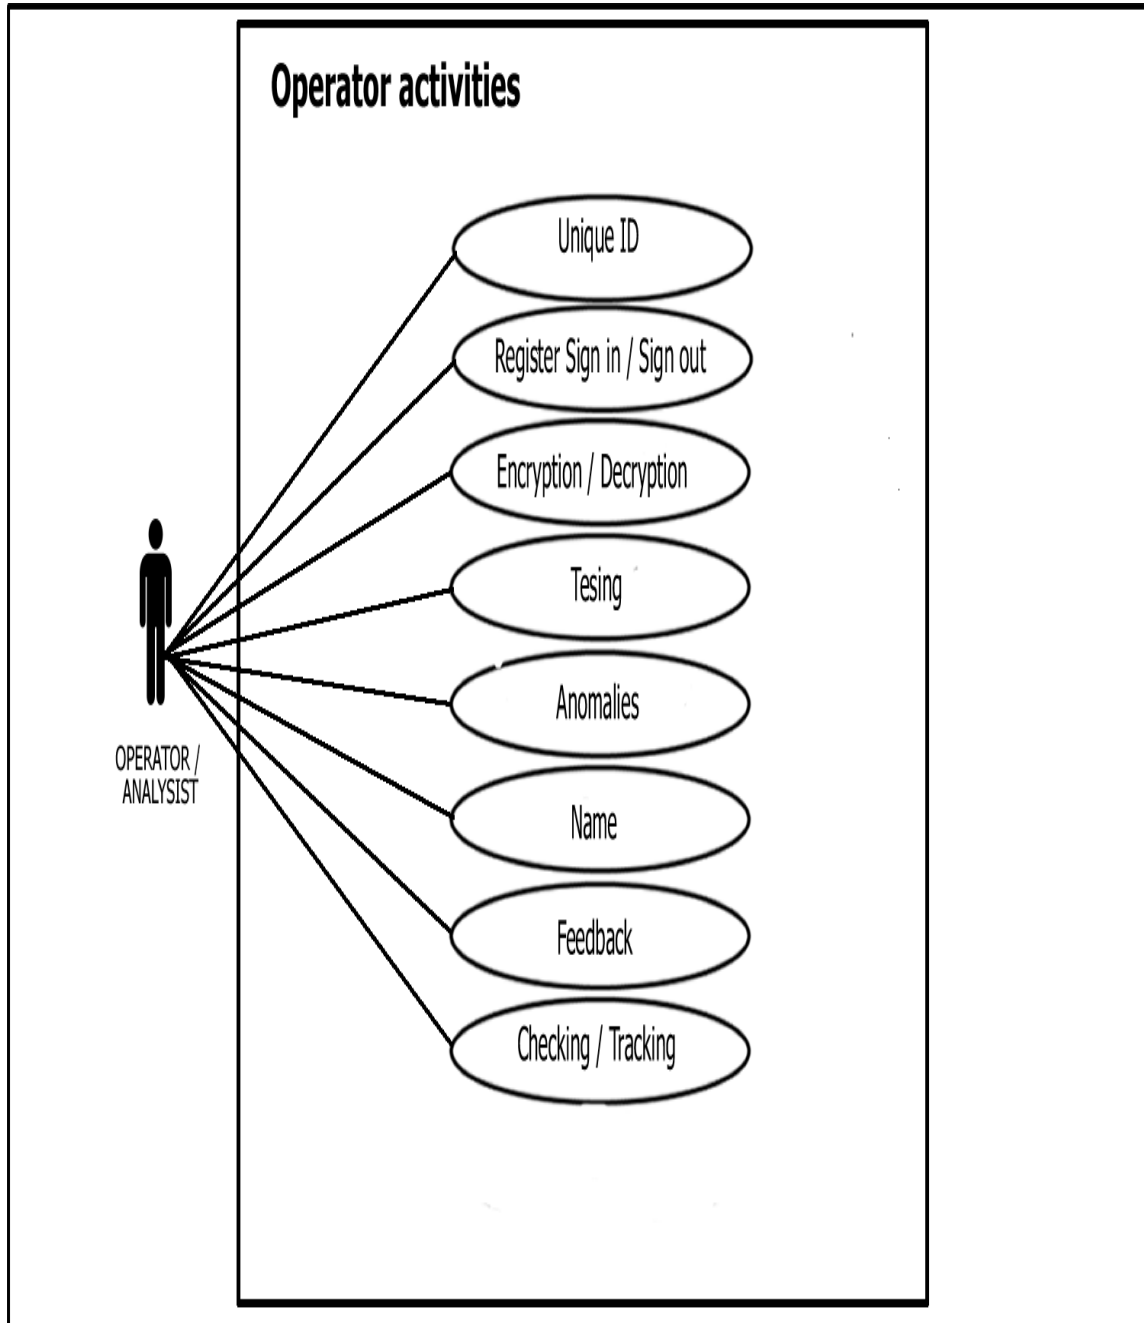 Operator activities
Unique ID
Register Sign in / Sign out
Encryption / Decryption
Tesing
Anomalies
Name
Feedback
Checking / Tracking
OPERATOR /
ANALYSIST